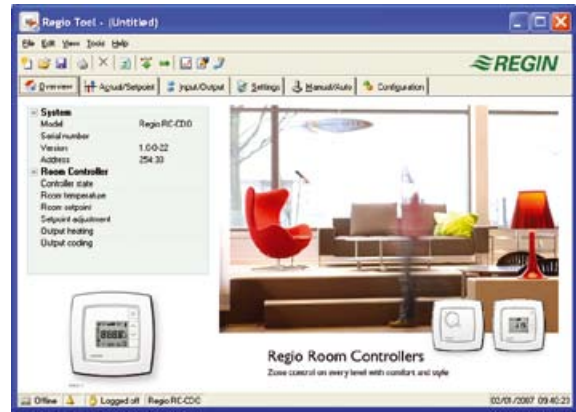 Regio Tool - (Untitled)
File Edit View Tools Help
REGIN
Overview Actual/Setpoint Input/Output Settings Manual/Auto Configuration
System
Model Regio RC-CDO
Serial number
Version 1.0-0-22
Address 254:30
Room Controller
Controller state
Room temperature
Room setpoint
Setpoint adjustment
Output heating
Output cooling
Regio Room Controllers
Zone control on every level with comfort and style
Offline Logged off Regio RC-CDO 02/01/2007 09:40:23